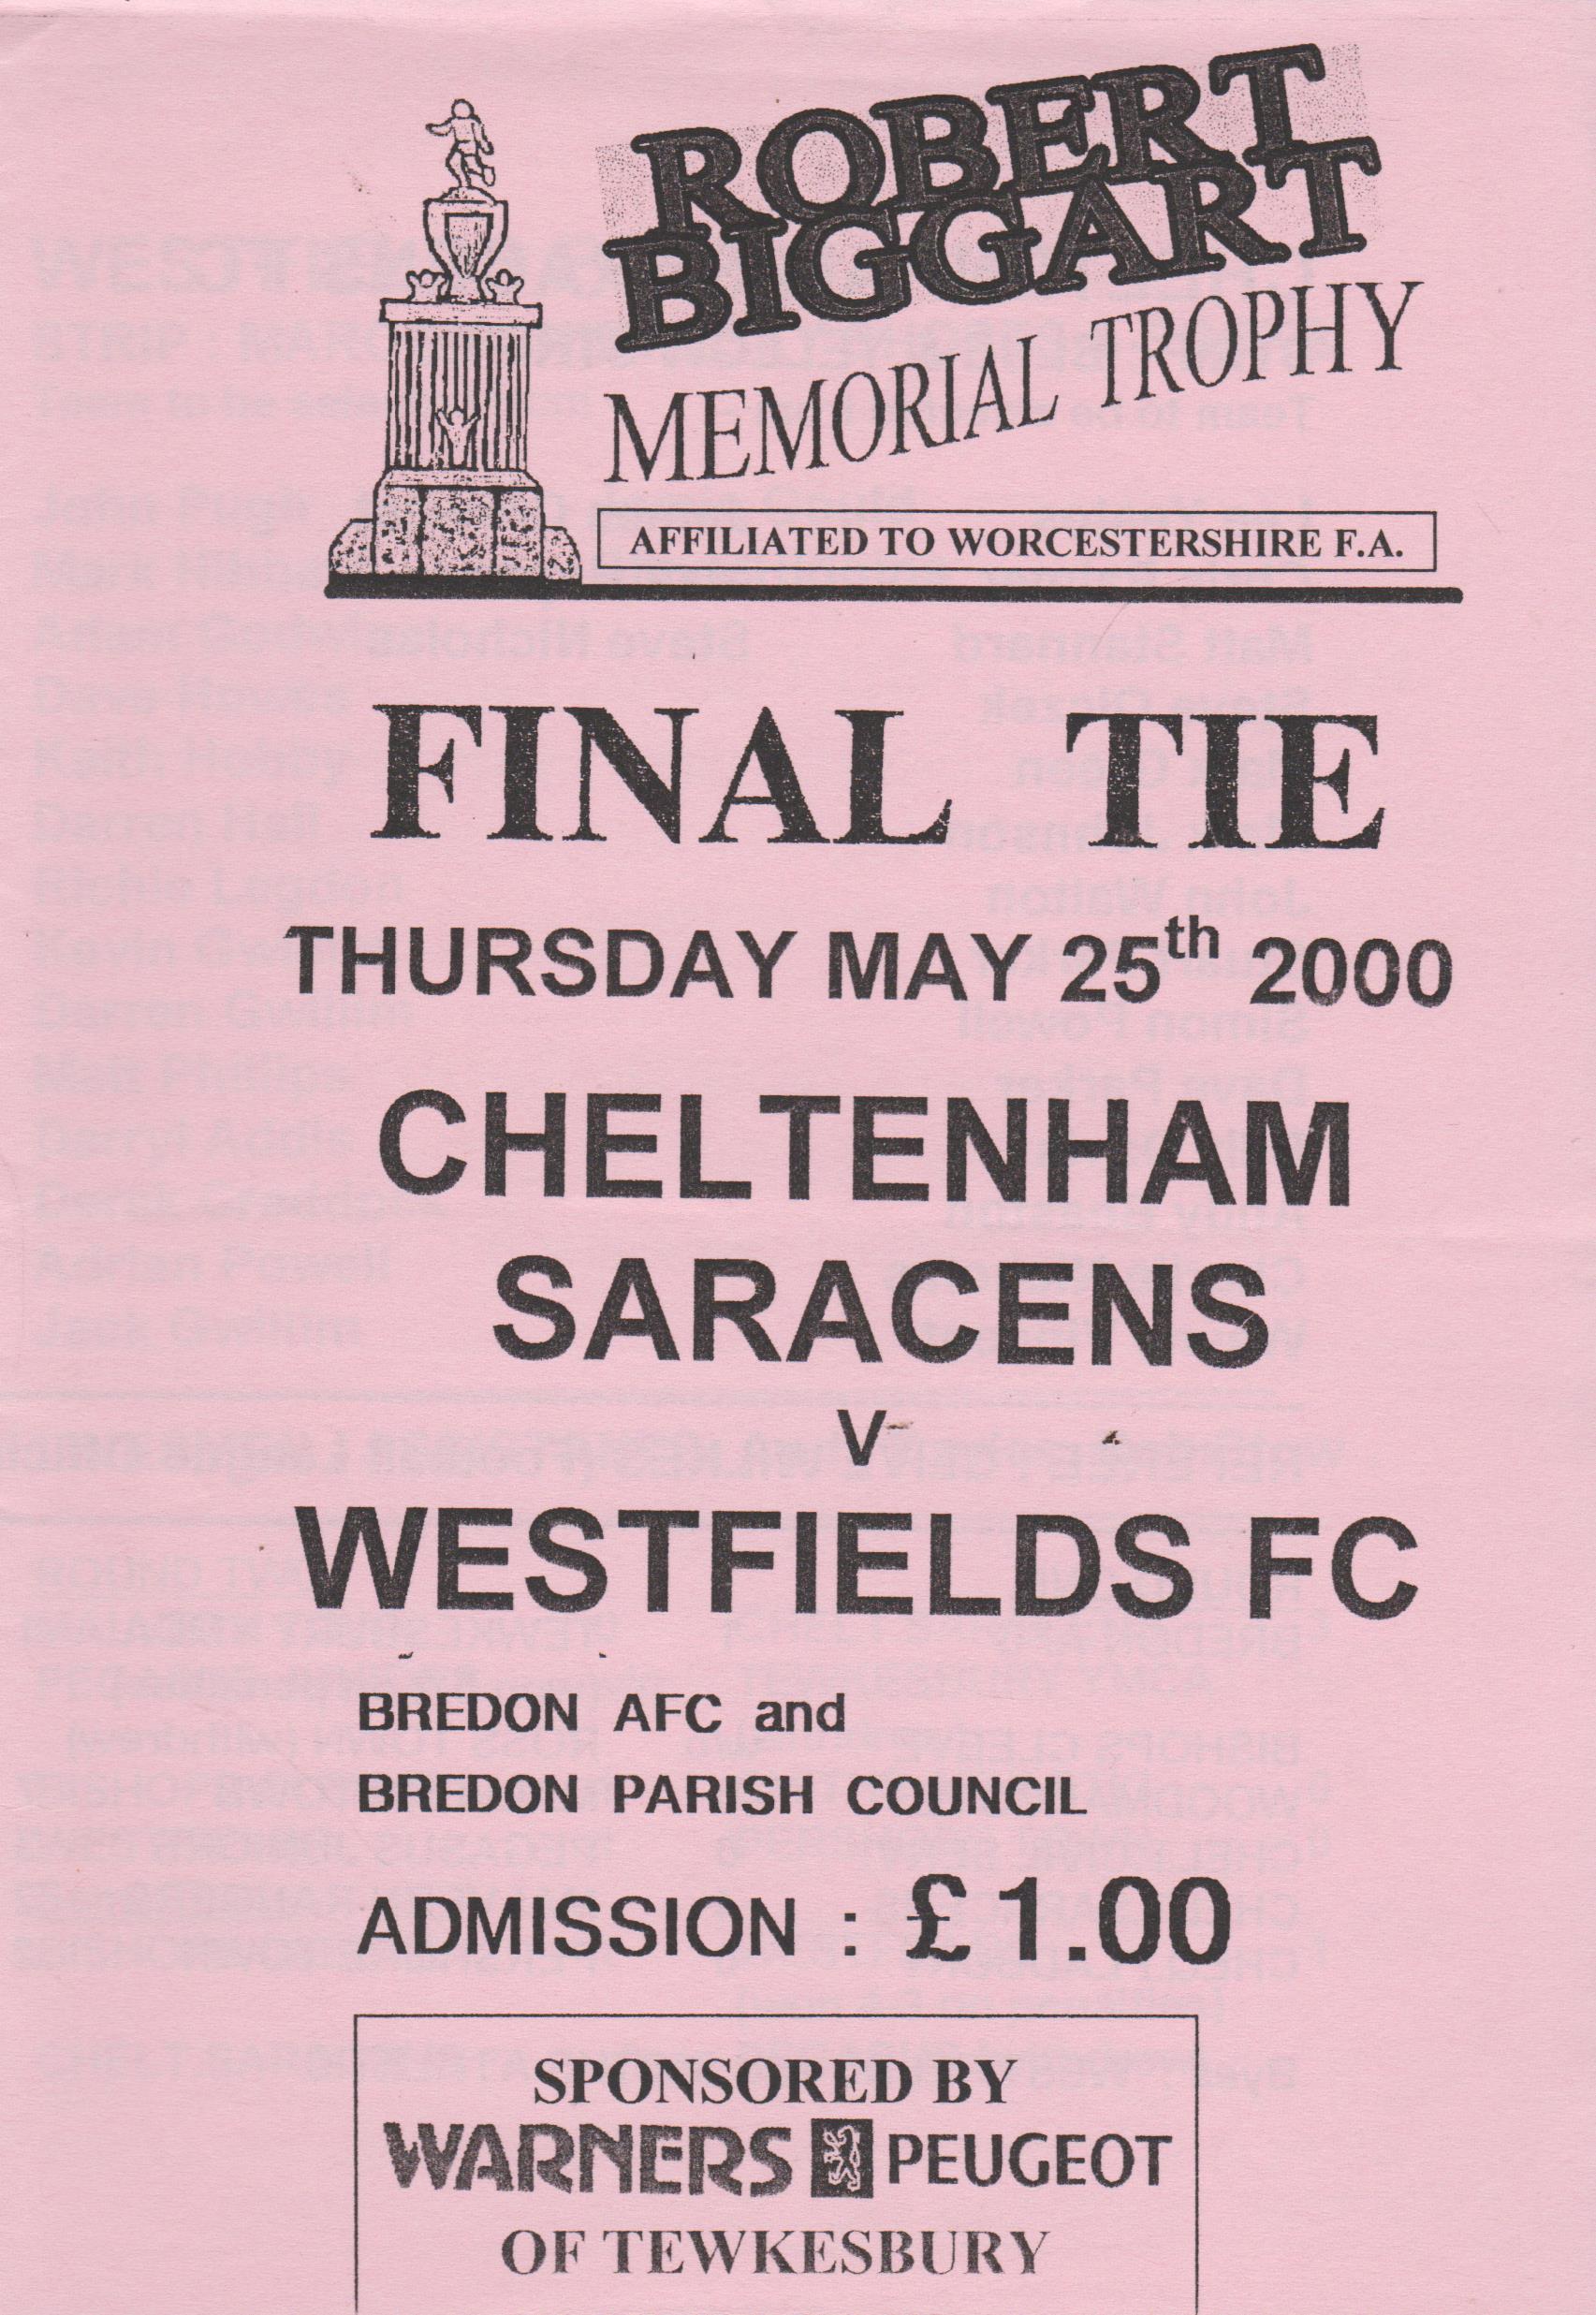 ROBERT
BIGGART
MEMORIAL TROPHY
AFFILIATED TO WORCESTERSHIRE F.A.
FINAL TIE
THURSDAY MAY 25th 2000
CHELTENHAM
SARACENS
V
WESTFIELDS FC
BREDON AFC and
BREDON PARISH COUNCIL
ADMISSION : £1.00
SPONSORED BY
WARNERS PEUGEOT
OF TEWKESBURY